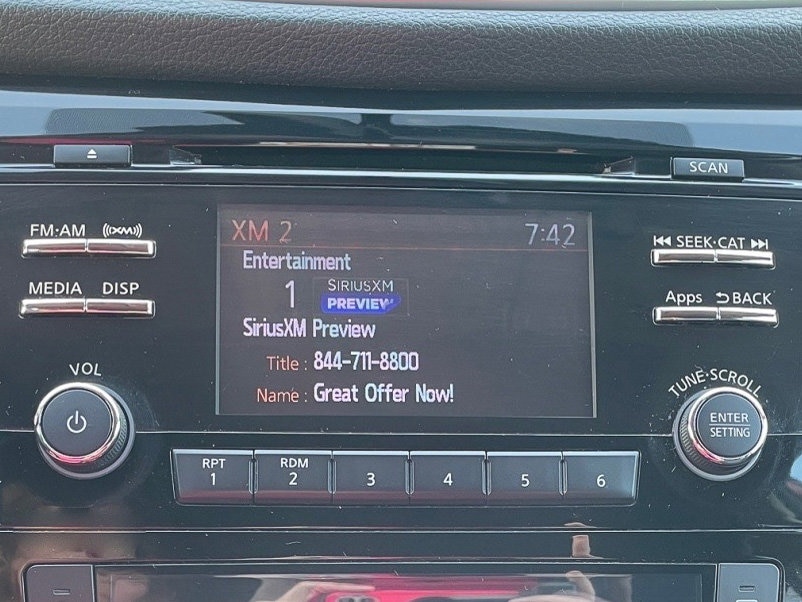 SCAN
FM·AM ((XM))
XM 2 7:42
SEEK·CAT
MEDIA DISP
Entertainment
1 SIRIUSXM
PREVIEW
Apps BACK
SiriusXM Preview
Title : 844-711-8800
Name : Great Offer Now!
VOL
TUNE·SCROLL
ENTER
SETTING
RPT RDM
1 2 3 4 5 6